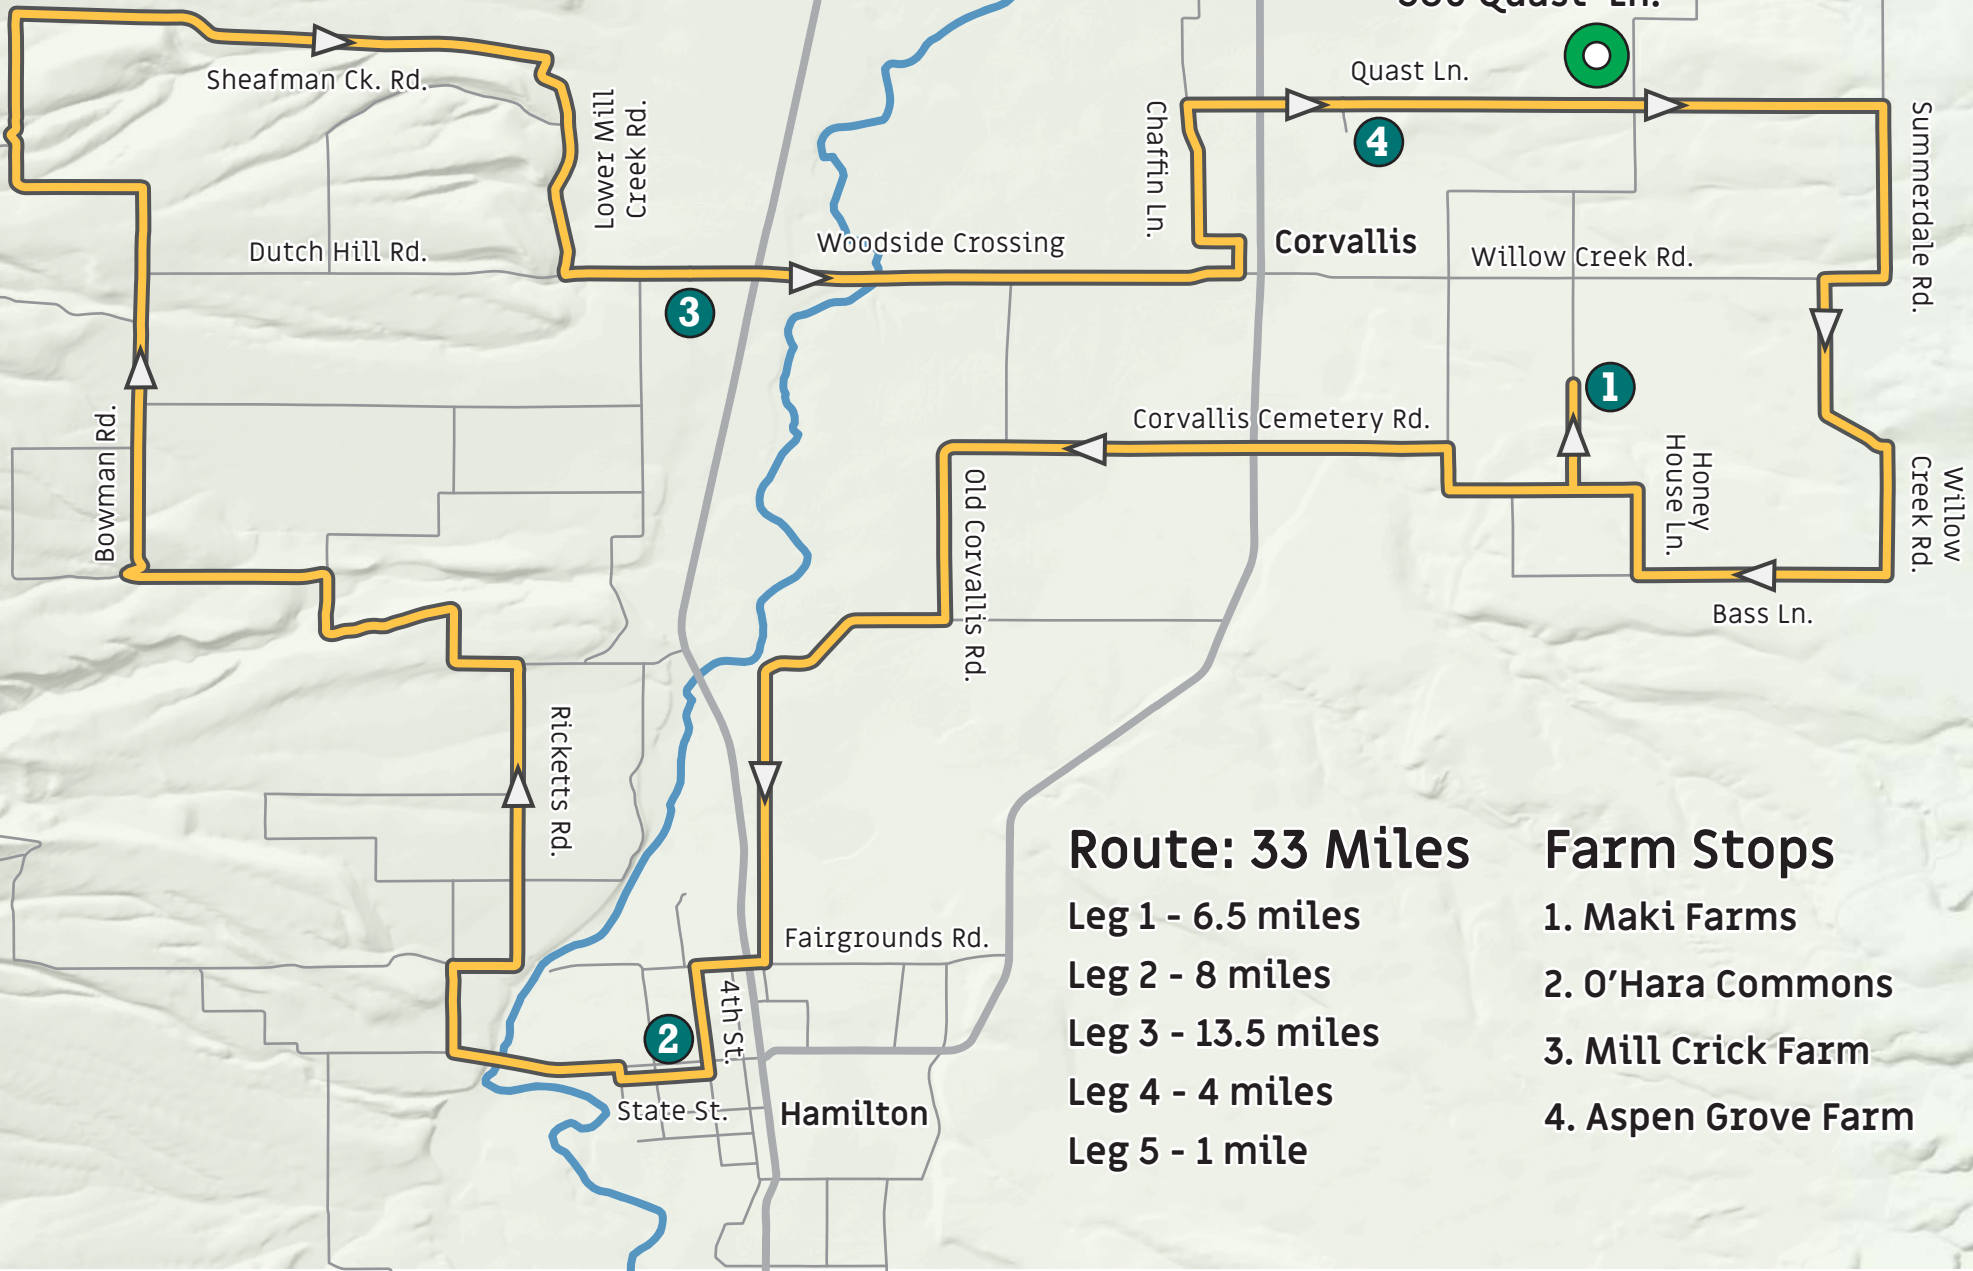 Quast Ln.
Sheafman Ck. Rd.
Quast Ln.
Lower Mill
Creek Rd.
Chaffin Ln.
4
Summerdale Rd.
Dutch Hill Rd.
Woodside Crossing
Corvallis
Willow Creek Rd.
3
1
Bowman Rd.
Corvallis Cemetery Rd.
Honey
House Ln.
Old Corvallis Rd.
Willow
Creek Rd.
Bass Ln.
Ricketts Rd.
Fairgrounds Rd.
4th St.
2
State St.
Hamilton
Route: 33 Miles
Leg 1 - 6.5 miles
Leg 2 - 8 miles
Leg 3 - 13.5 miles
Leg 4 - 4 miles
Leg 5 - 1 mile
Farm Stops
1. Maki Farms
2. O’Hara Commons
3. Mill Crick Farm
4. Aspen Grove Farm